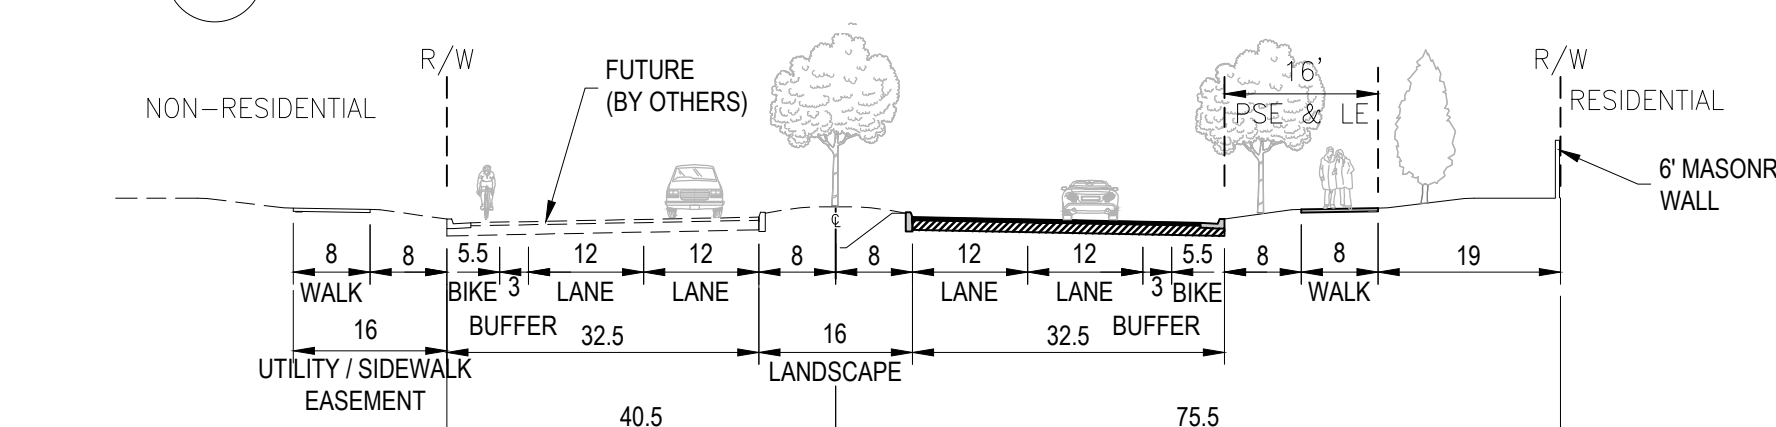 R/W
FUTURE
(BY OTHERS)
16'
R/W
NON-RESIDENTIAL
PSE & LE
RESIDENTIAL
6' MASONR
WALL
℄
8 8 5.5 12 12 8 8 12 12 5.5 8 8 19
WALK BIKE 3 LANE LANE LANE LANE 3 BIKE WALK
BUFFER BUFFER
16 32.5 16 32.5
UTILITY / SIDEWALK LANDSCAPE
EASEMENT
40.5 75.5